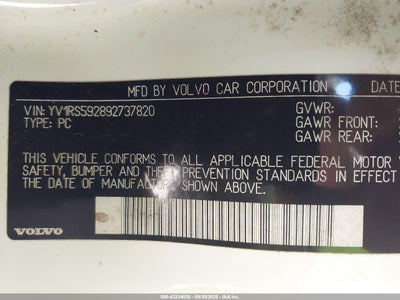 MFD BY VOLVO CAR CORPORATION DATE
VIN: YV1RS592892737820 GVWR:
TYPE: PC GAWR FRONT:
GAWR REAR:
THIS VEHICLE CONFORMS TO ALL APPLICABLE FEDERAL MOTOR
SAFETY, BUMPER AND THEFT PREVENTION STANDARDS IN EFFECT
THE DATE OF MANUFACTURE SHOWN ABOVE.
VOLVO